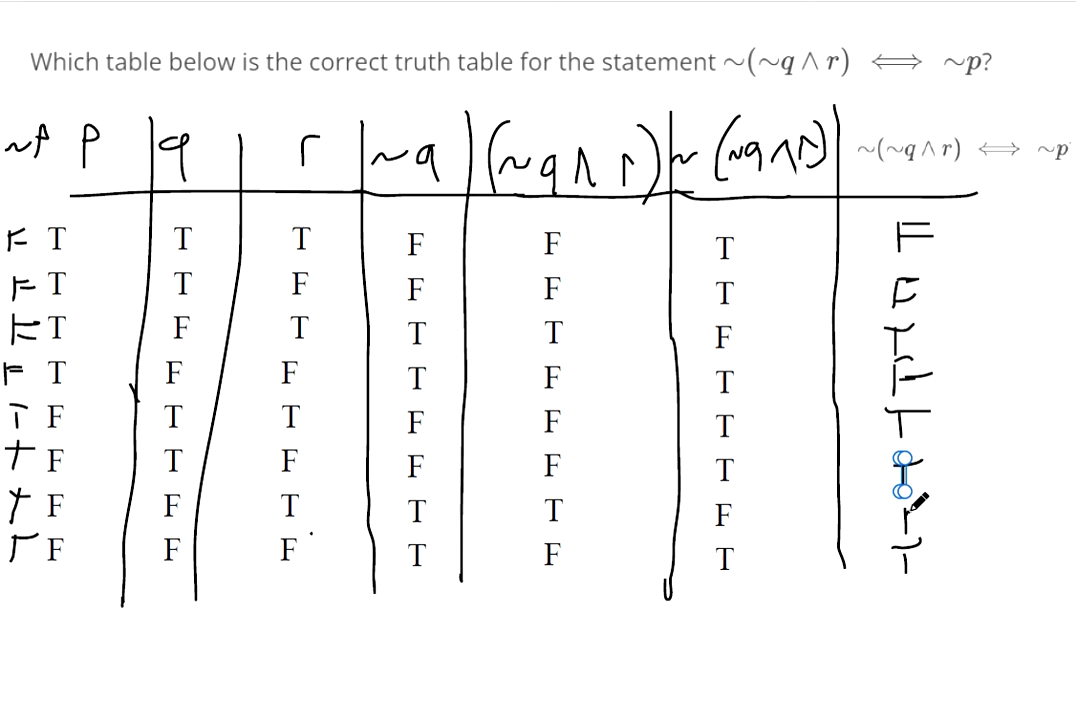 Which table below is the correct truth table for the statement ~(~q ∧ r) ⟺ ~p?
~p p q r ~q (~q ∧ r) ~(~q ∧ r) ~(~q ∧ r) ⟺ ~p
F T T T F F T F
F T T F F F T F
F T F T T T F T
F T F F T F T F
T F T T F F T T
T F T F F F T T
T F F T T T F
T F F F T F T T